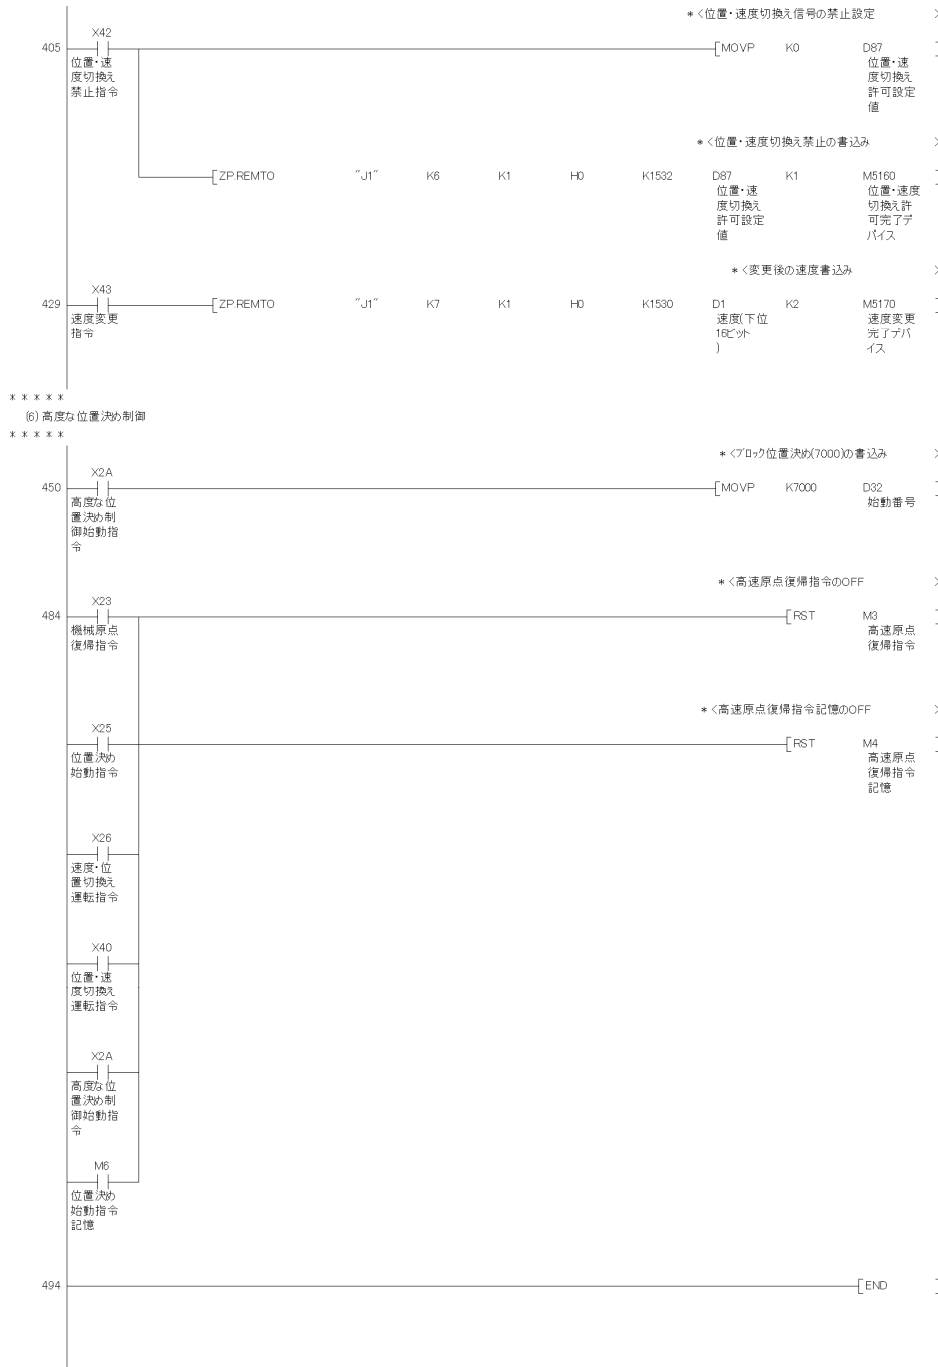 *<位置・速度切換え信号の禁止設定 >
X42
405 [MOVP K0 D87 ]
位置・速度切換え禁止指令
位置・速度切換え許可設定値
*<位置・速度切換え禁止の書込み >
[ZP.REMTO "J1" K6 K1 H0 K1532 D87 K1 M5160 ]
位置・速度切換え許可設定値
位置・速度切換え許可完了デバイス
*<変更後の速度書込み >
X43
429 [ZP.REMTO "J1" K7 K1 H0 K1530 D1 K2 M5170 ]
速度変更指令
速度(下位16ビット)
速度変更完了デバイス
* * * * *
(6)高度な位置決め制御
* * * * *
*<ブロック位置決め(7000)の書込み >
X2A
450 [MOVP K7000 D32 ]
高度な位置決め制御始動指令
始動番号
*<高速原点復帰指令のOFF >
X23
484 [RST M3 ]
機械原点復帰指令
高速原点復帰指令
*<高速原点復帰指令記憶のOFF >
X25
[RST M4 ]
位置決め始動指令
高速原点復帰指令記憶
X26
速度・位置切換え運転指令
X40
位置・速度切換え運転指令
X2A
高度な位置決め制御始動指令
M6
位置決め始動指令記憶
494 [END ]